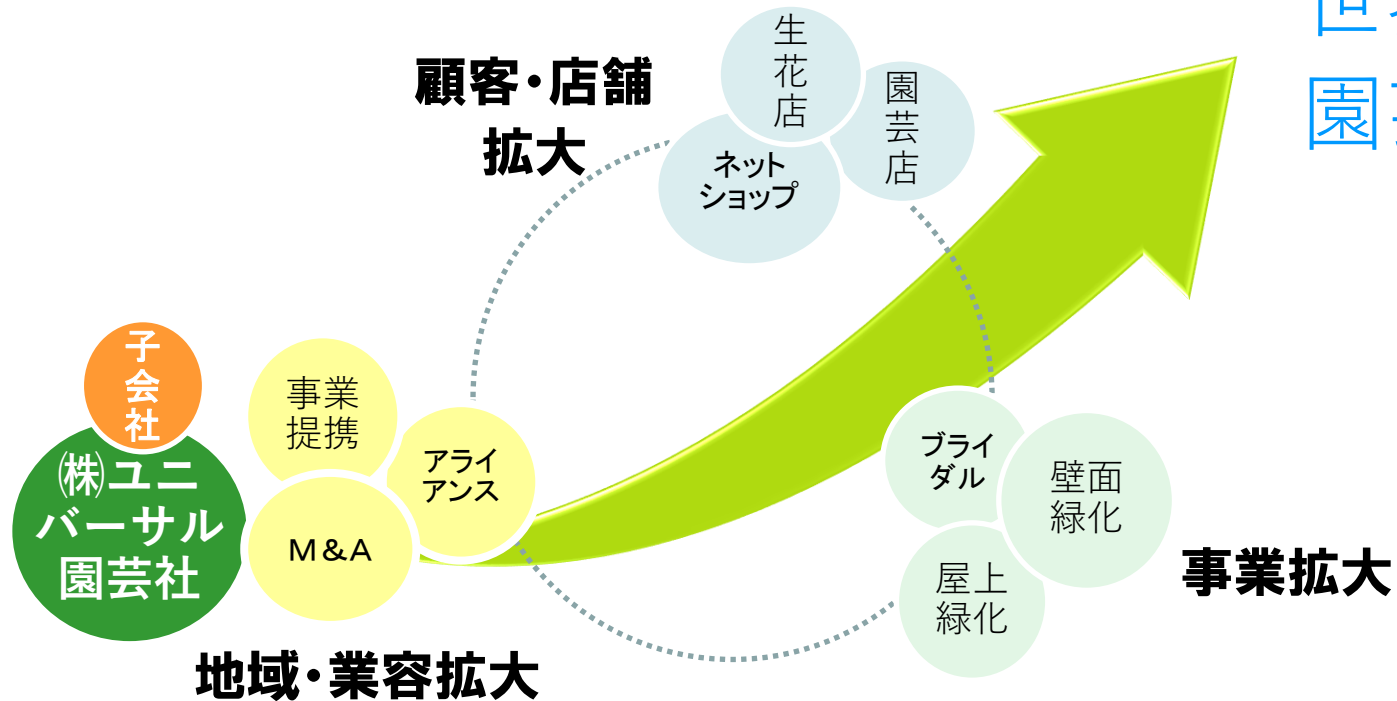 顧客・店舗
拡大
生
花
店
園
芸
店
ネット
ショップ
子
会
社
㈱ユニ
バーサル
園芸社
事業
提携
アライ
アンス
M&A
地域・業容拡大
ブライ
ダル
壁面
緑化
屋上
緑化
事業拡大
園